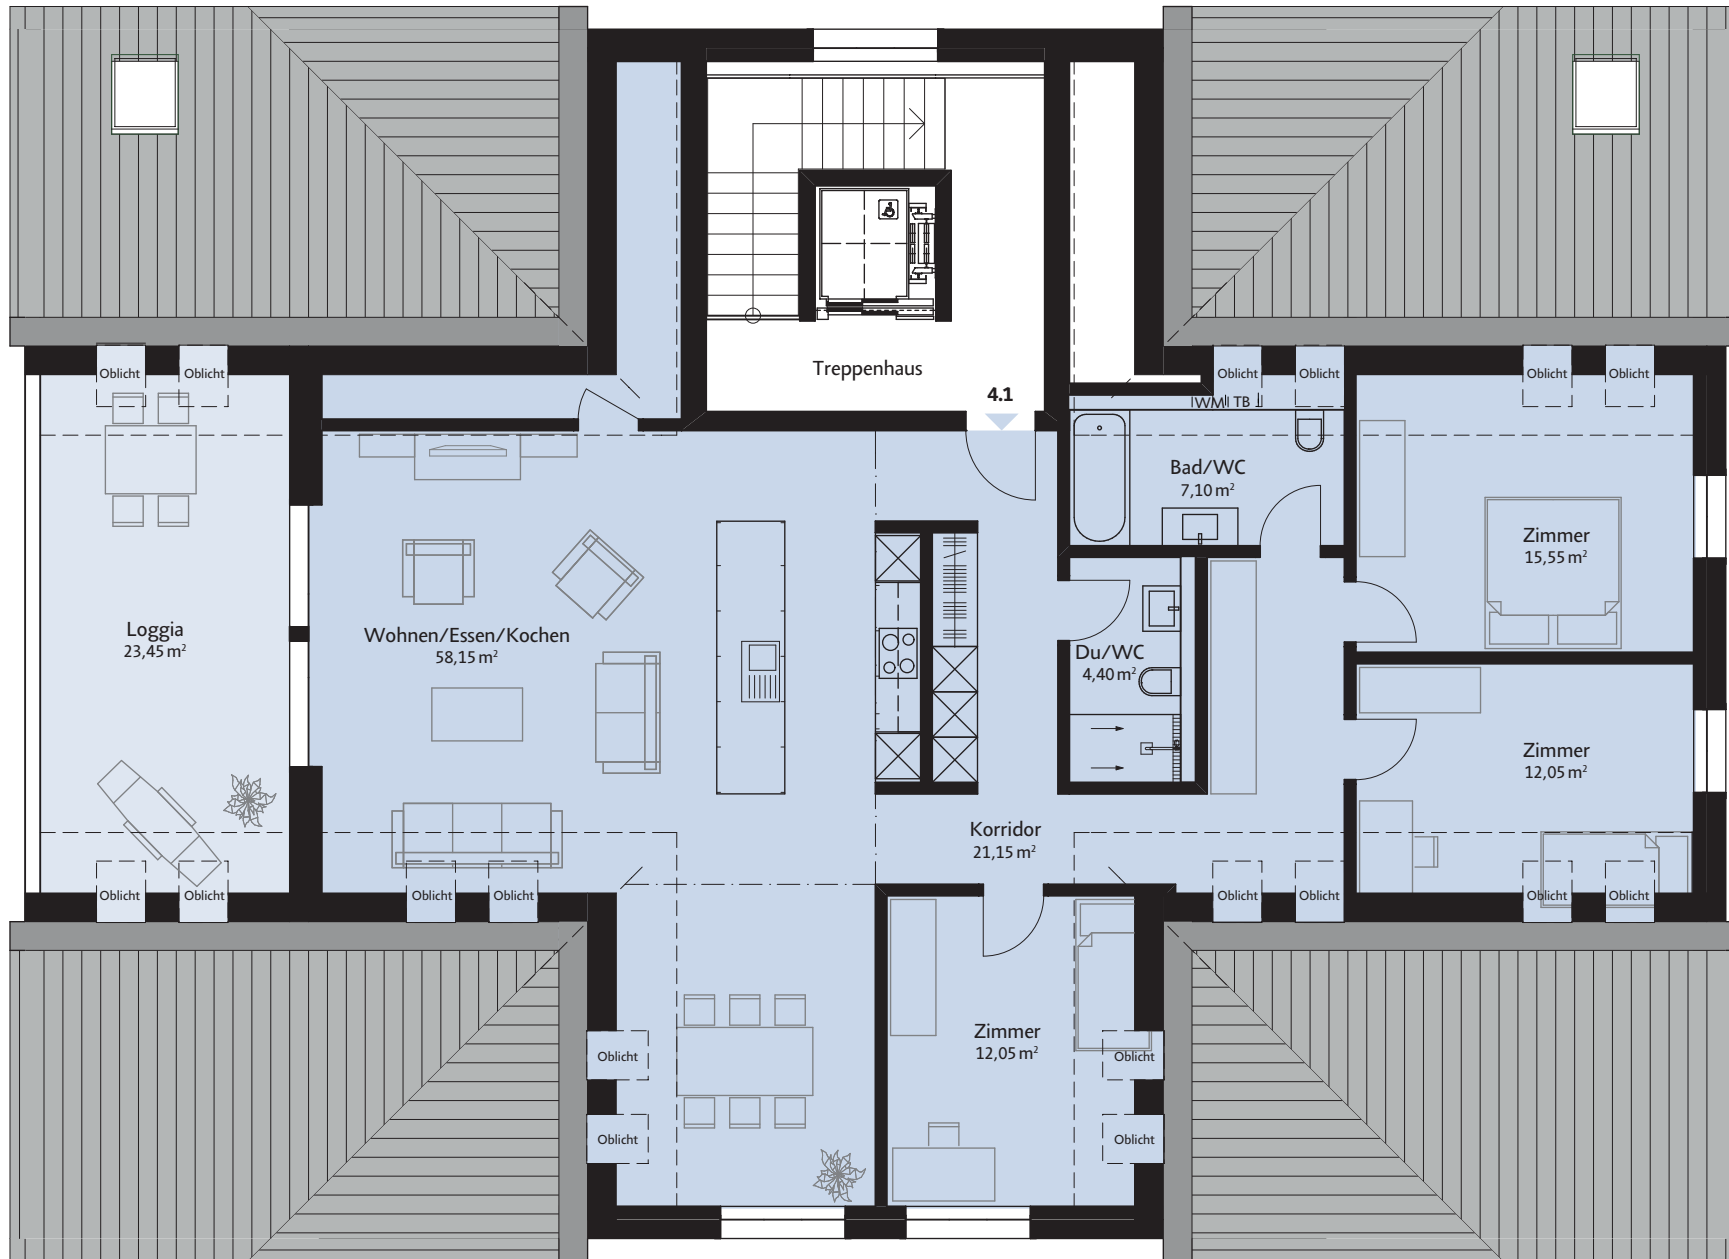 Oblicht
Oblicht
Treppenhaus
4.1
Oblicht
Oblicht
Oblicht
Oblicht
WM TB
Bad/WC
7,10 m²
Zimmer
15,55 m²
Loggia
23,45 m²
Wohnen/Essen/Kochen
58,15 m²
Du/WC
4,40 m²
Zimmer
12,05 m²
Korridor
21,15 m²
Oblicht
Oblicht
Oblicht
Oblicht
Oblicht
Oblicht
Oblicht
Oblicht
Zimmer
12,05 m²
Oblicht
Oblicht
Oblicht
Oblicht